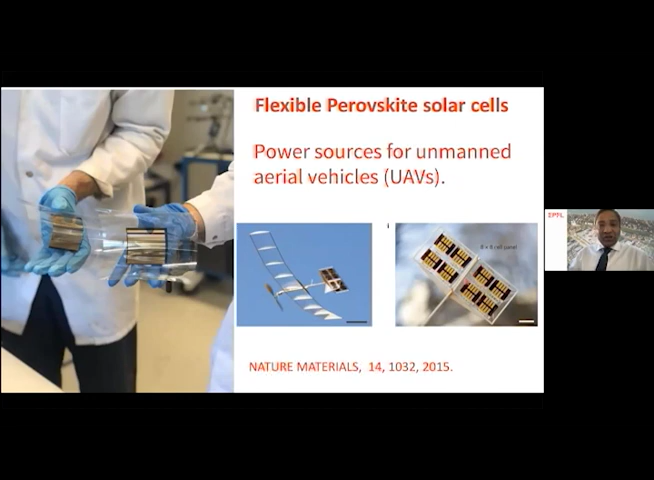 Flexible Perovskite solar cells
Power sources for unmanned
aerial vehicles (UAVs).
8 × 8 cell panel
NATURE MATERIALS, 14, 1032, 2015.
EPFL